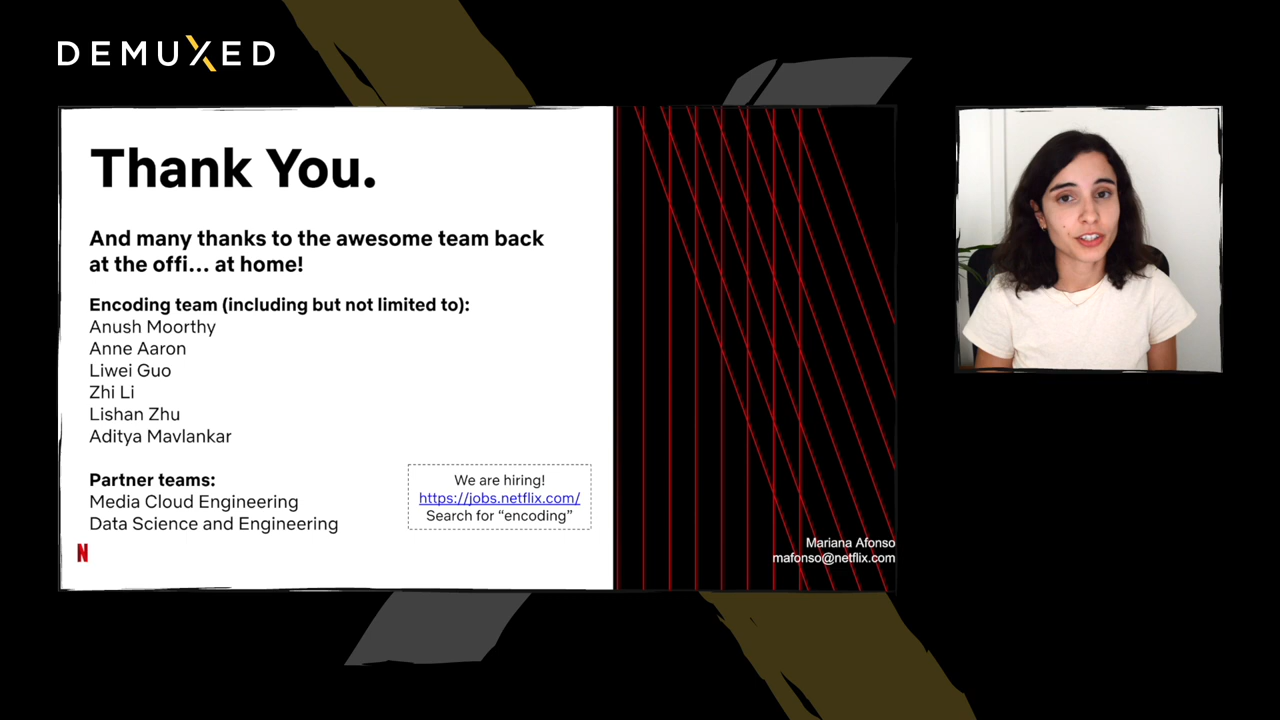 DEMUXED
Thank You.
And many thanks to the awesome team back
at the offi... at home!
Encoding team (including but not limited to):
Anush Moorthy
Anne Aaron
Liwei Guo
Zhi Li
Lishan Zhu
Aditya Mavlankar
Partner teams:
Media Cloud Engineering
Data Science and Engineering
We are hiring!
https://jobs.netflix.com/
Search for “encoding”
N
Mariana Afonso
mafonso@netflix.com